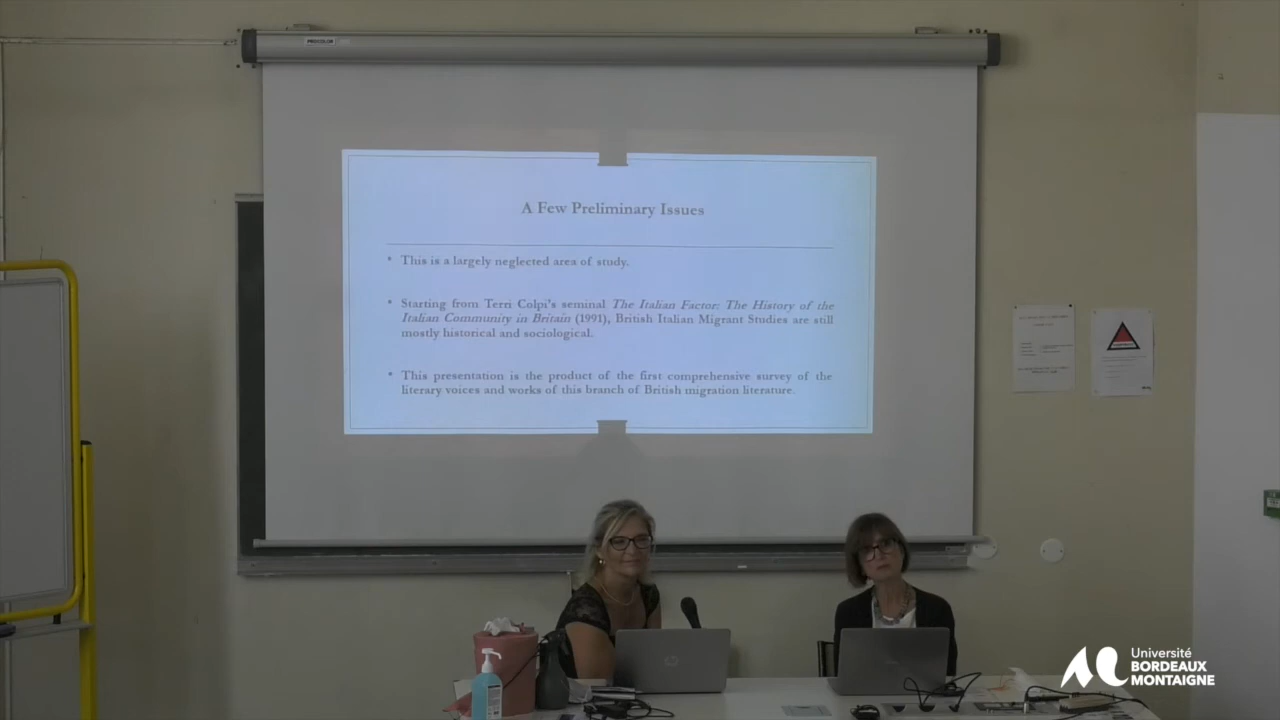 PROCOLOR
A Few Preliminary Issues
• This is a largely neglected area of study.
• Starting from Terri Colpi's seminal The Italian Factor: The History of the
Italian Community in Britain (1991), British Italian Migrant Studies are still
mostly historical and sociological.
• This presentation is the product of the first comprehensive survey of the
literary voices and works of this branch of British migration literature.
hp
Université
BORDEAUX
MONTAIGNE